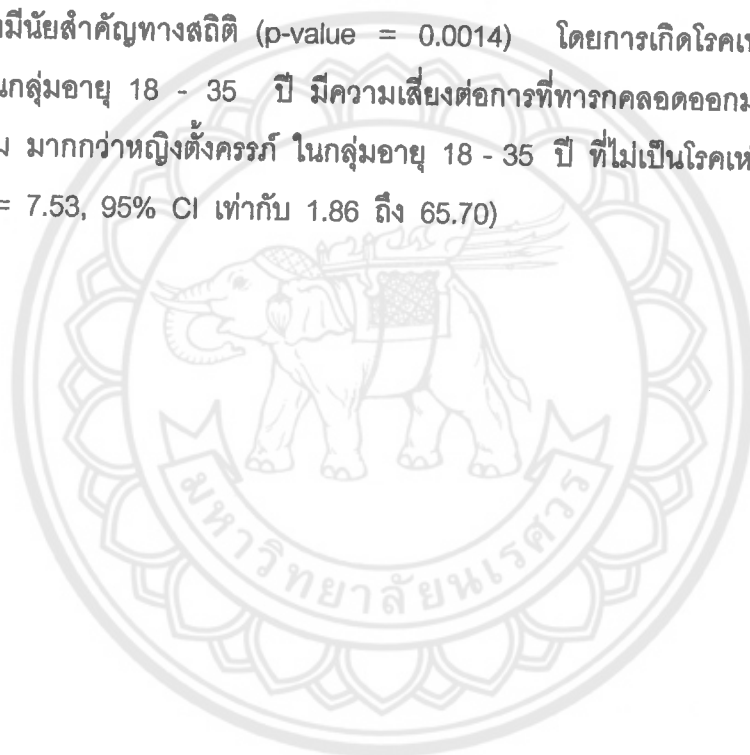 มีนัยสำคัญทางสถิติ (p-value = 0.0014) โดยการเกิดโรค
กลุ่มอายุ 18 - 35 ปี มีความเสี่ยงต่อการที่ทารกคลอดออก
มากกว่าหญิงตั้งครรภ์ ในกลุ่มอายุ 18 - 35 ปี ที่ไม่เป็นโรค
= 7.53, 95% CI เท่ากับ 1.86 ถึง 65.70)
มหาวิทยาลัยนเรศวร